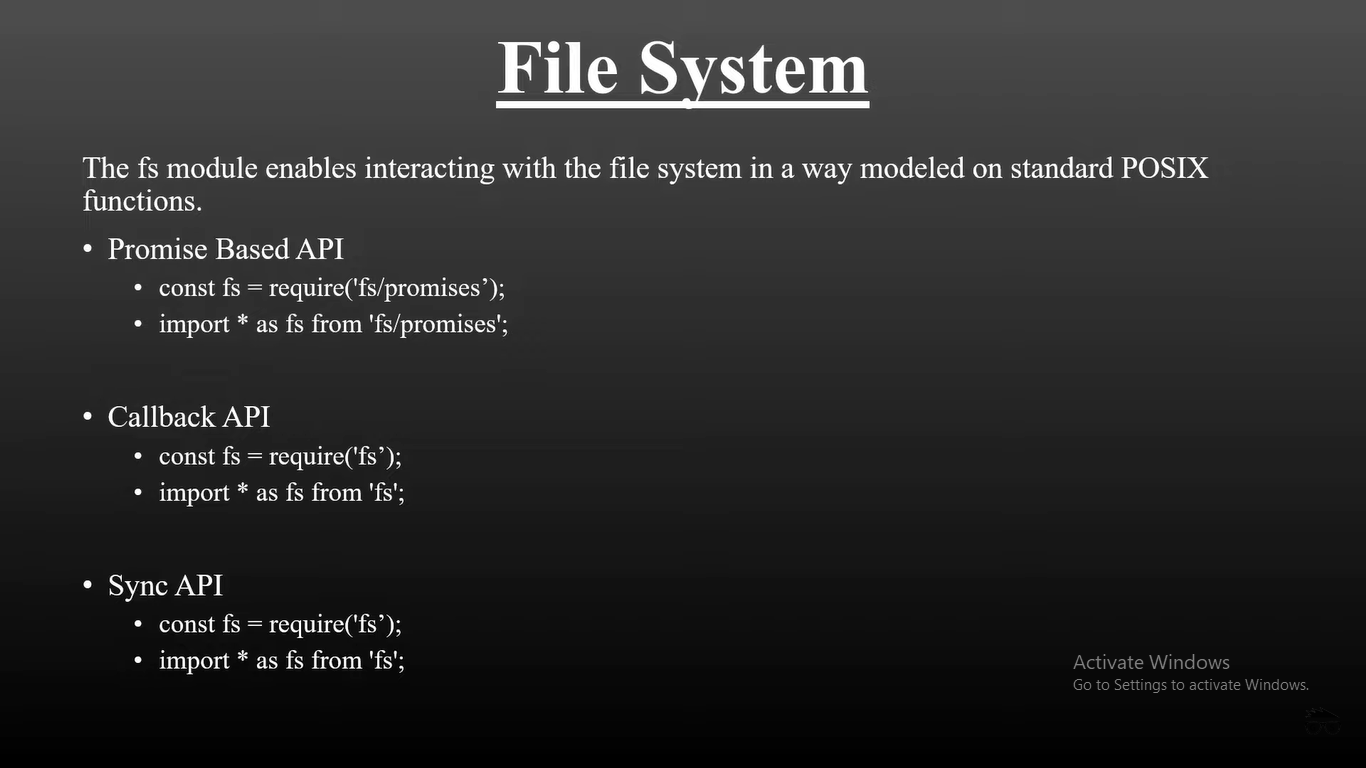 File System
The fs module enables interacting with the file system in a way modeled on standard POSIX
functions.
• Promise Based API
• const fs = require('fs/promises’);
• import * as fs from 'fs/promises';
• Callback API
• const fs = require('fs’);
• import * as fs from 'fs';
• Sync API
• const fs = require('fs’);
• import * as fs from 'fs';
Activate Windows
Go to Settings to activate Windows.